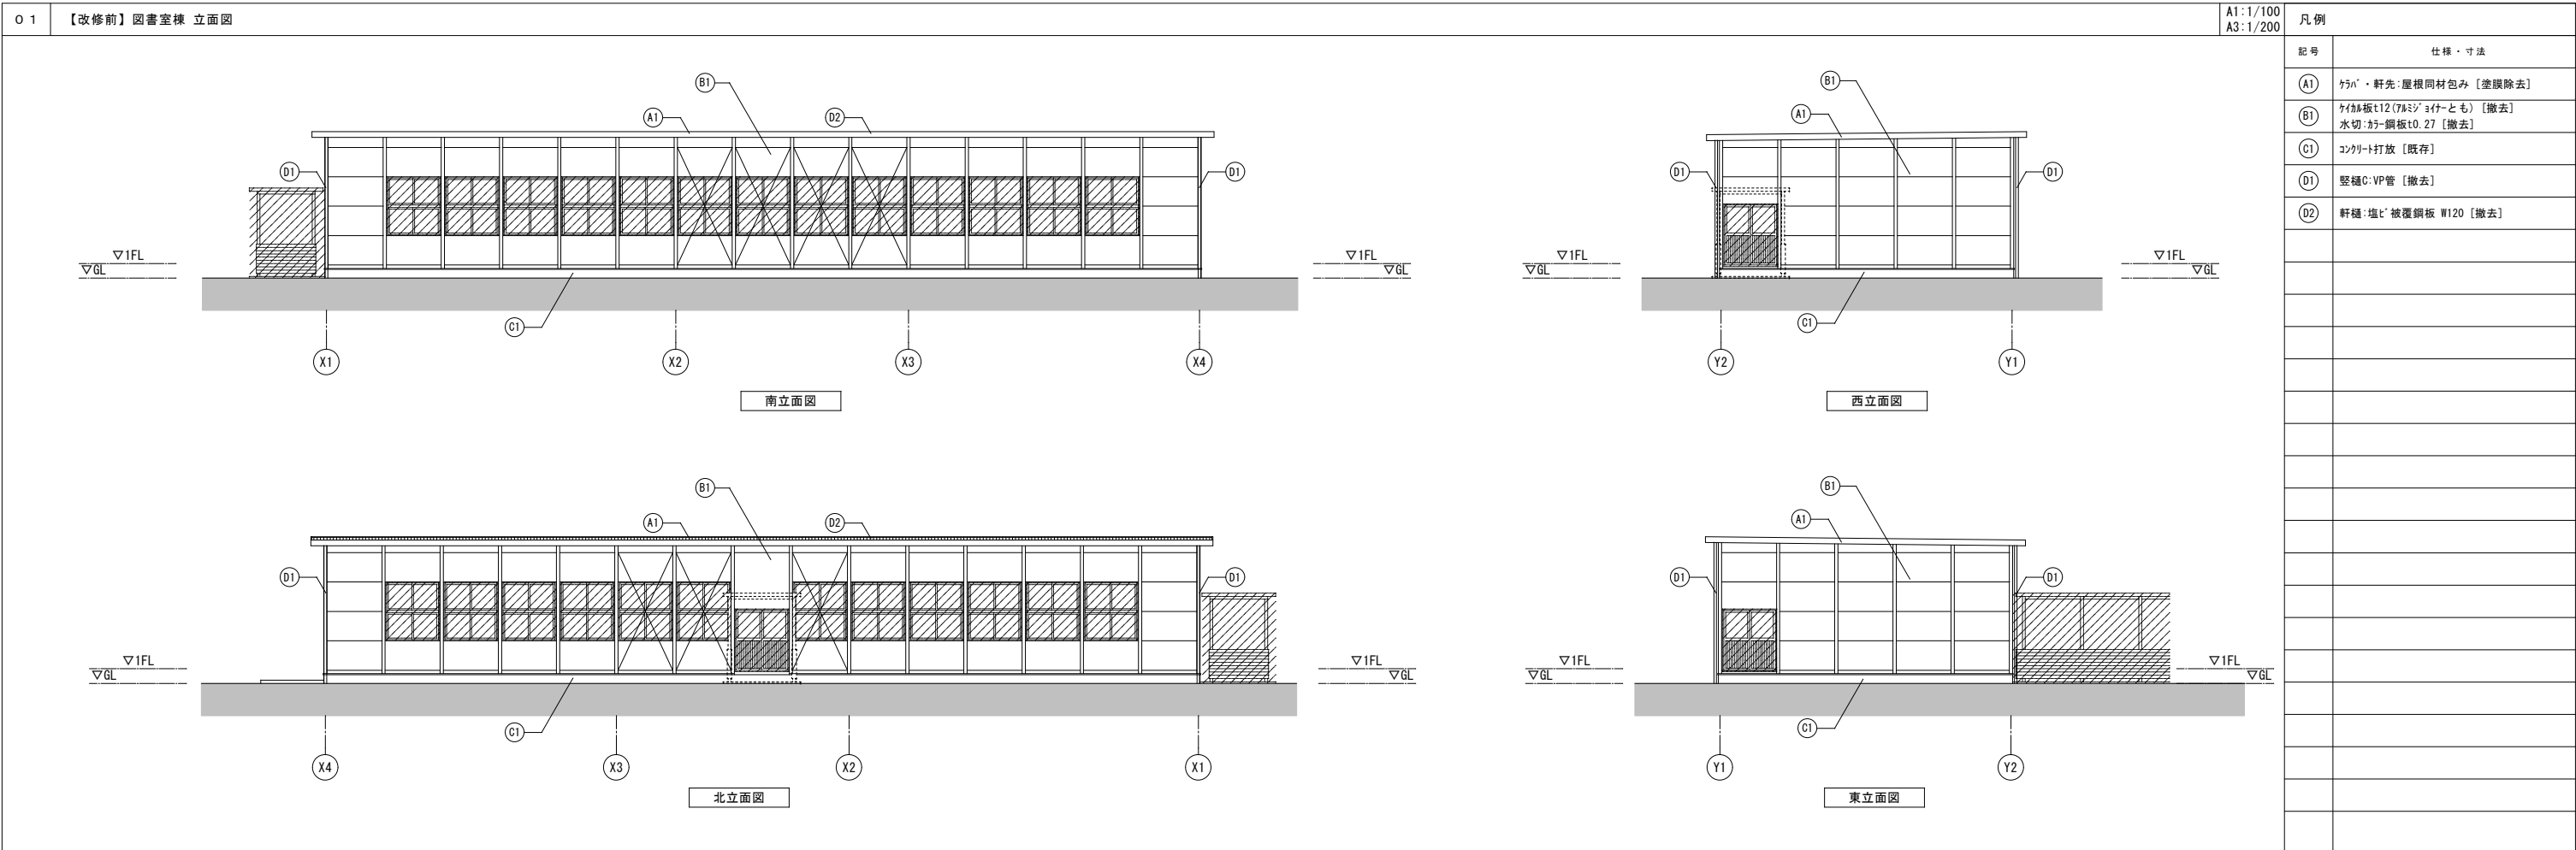 01 【改修前】図書室棟 立面図
A1:1/100
A3:1/200
凡例
記号 仕様・寸法
A1 ｹﾗﾊﾞ・軒先:屋根同材包み [塗膜除去]
B1 ｹｲｶﾙ板t12(ｱﾙﾐｼﾞｮｲﾅｰとも) [撤去]
水切:ｶﾗｰ鋼板t0.27 [撤去]
C1 ｺﾝｸﾘｰﾄ打放 [既存]
D1 竪樋C:VP管 [撤去]
D2 軒樋:塩ﾋﾞ被覆鋼板 W120 [撤去]
B1
A1
D2
D1
D1
▽1FL
▽GL
▽1FL
▽GL
C1
X1 X2 X3 X4
南立面図
B1
A1
D1
D1
▽1FL
▽GL
▽1FL
▽GL
C1
Y2 Y1
西立面図
B1
A1
D2
D1
D1
▽1FL
▽GL
▽1FL
▽GL
C1
X4 X3 X2 X1
北立面図
B1
A1
D1
D1
▽1FL
▽GL
▽1FL
▽GL
C1
Y1 Y2
東立面図